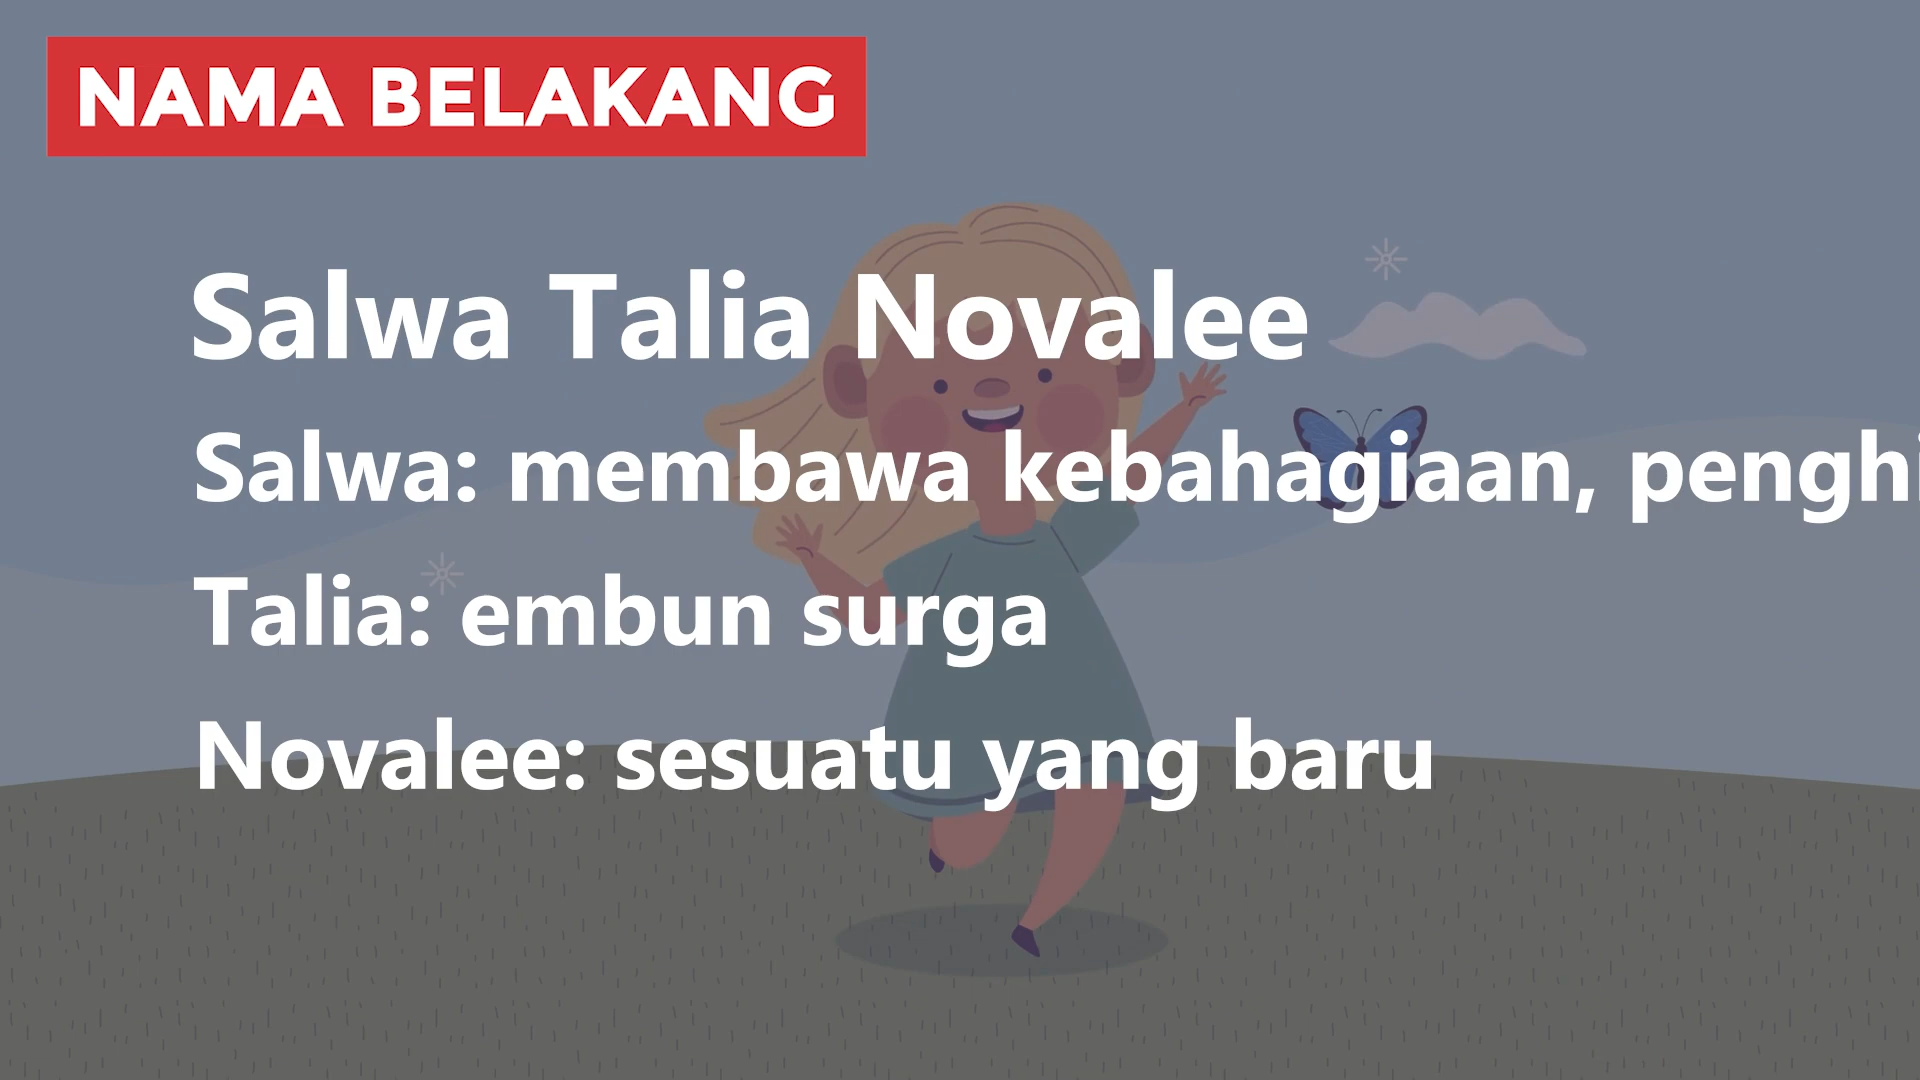 NAMA BELAKANG
Salwa Talia Novalee
Salwa: membawa kebahagiaan,
Talia: embun surga
Novalee: sesuatu yang baru